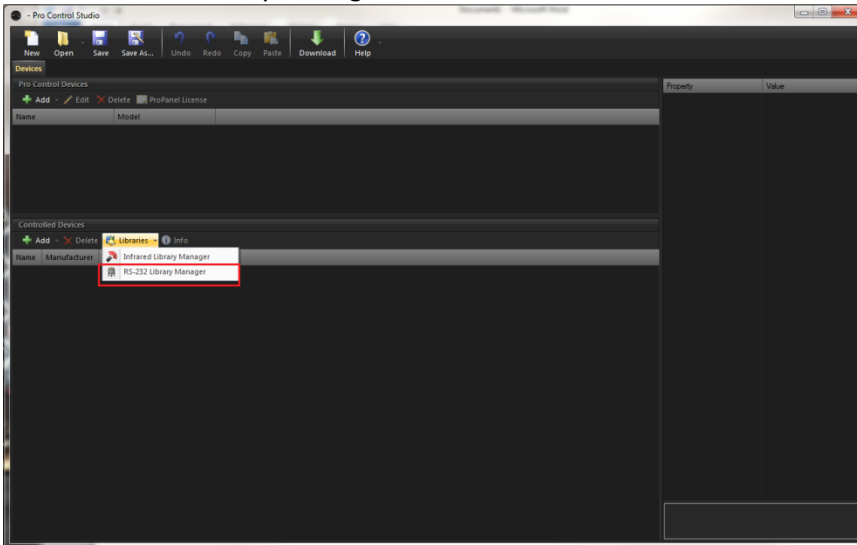 - Pro Control Studio
New Open Save Save As... Undo Redo Copy Paste Download Help
Devices
Pro Control Devices
Property Value
Add Edit Delete ProPanel License
Name Model
Controlled Devices
Add Delete Libraries Info
Name Manufacturer
Infrared Library Manager
RS-232 Library Manager